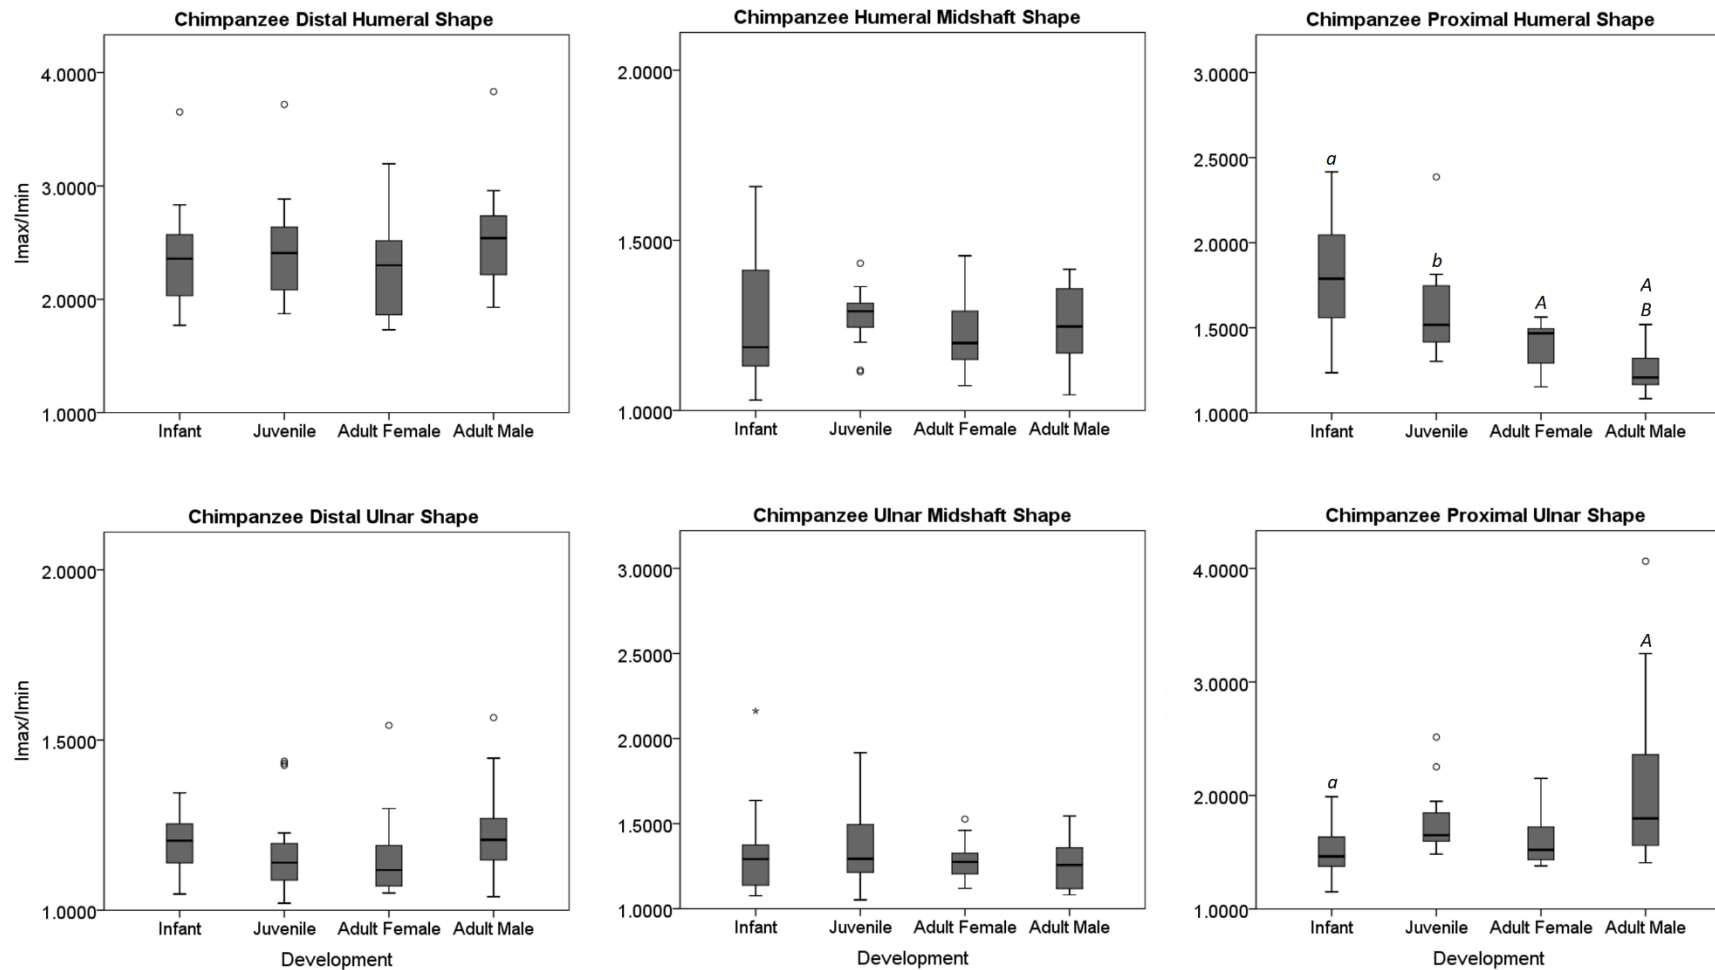 Chimpanzee Distal Humeral Shape
4.0000
3.0000
2.0000
1.0000
Imax/Imin
Infant Juvenile Adult Female Adult Male
Chimpanzee Humeral Midshaft Shape
2.0000
1.5000
1.0000
Infant Juvenile Adult Female Adult Male
Chimpanzee Proximal Humeral Shape
3.0000
2.5000
2.0000
1.5000
1.0000
a
b
A
A
B
Infant Juvenile Adult Female Adult Male
Chimpanzee Distal Ulnar Shape
2.0000
1.5000
1.0000
Imax/Imin
Infant Juvenile Adult Female Adult Male
Development
Chimpanzee Ulnar Midshaft Shape
3.0000
2.5000
2.0000
1.5000
1.0000
*
Infant Juvenile Adult Female Adult Male
Development
Chimpanzee Proximal Ulnar Shape
4.0000
3.0000
2.0000
1.0000
a
A
Infant Juvenile Adult Female Adult Male
Development